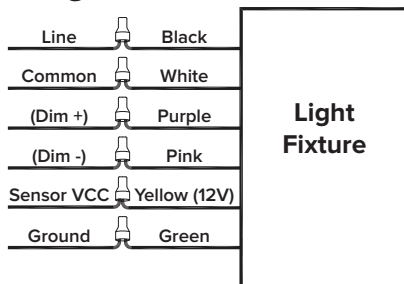 Line Black
Common White
(Dim +) Purple
(Dim -) Pink
Sensor VCC Yellow (12V)
Ground Green
Light
Fixture